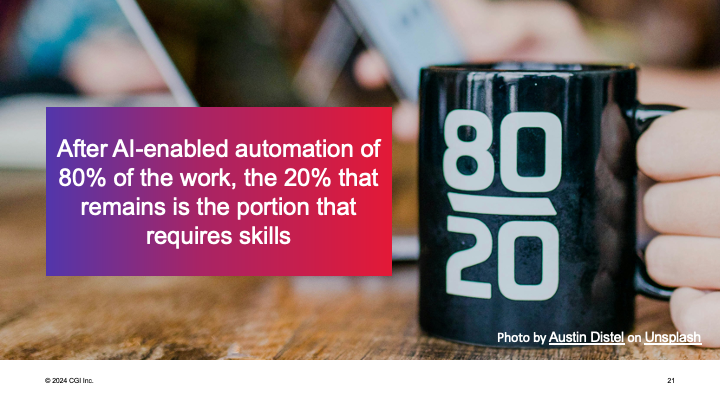 After AI-enabled automation of
80% of the work, the 20% that
remains is the portion that
requires skills
80
20
Photo by Austin Distel on Unsplash
© 2024 CGI Inc.
21